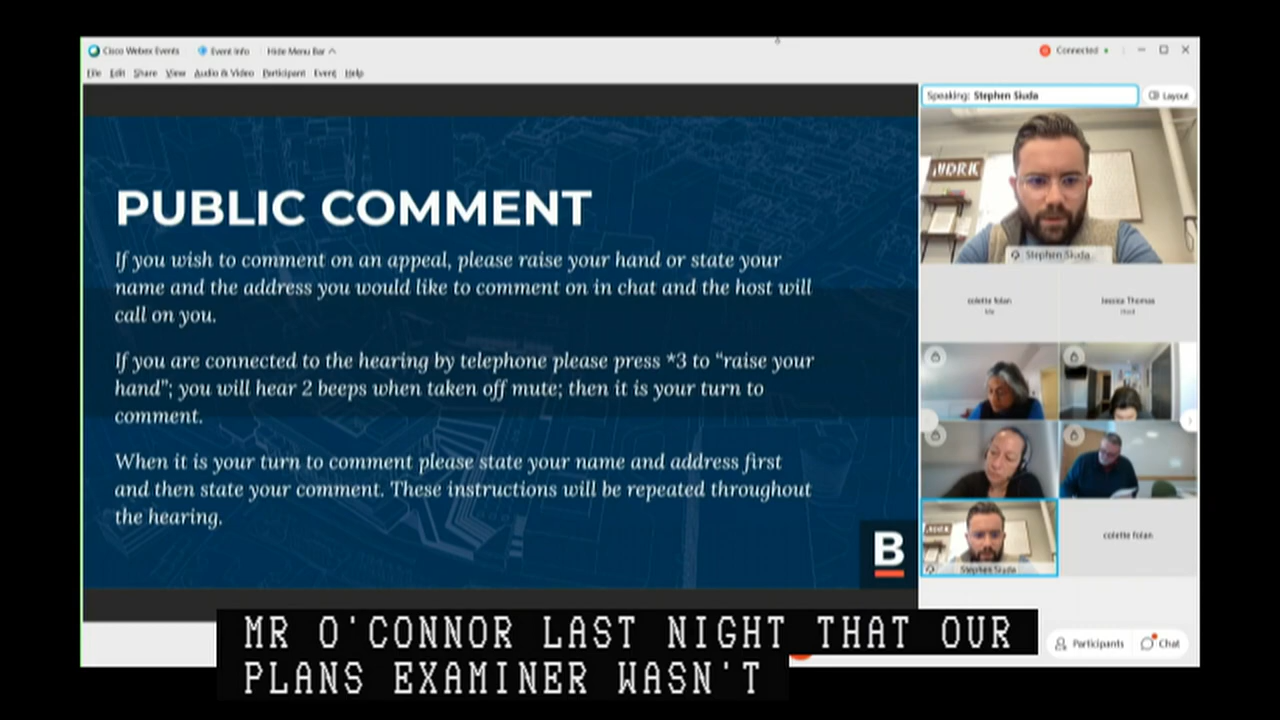 Cisco Webex Events Event Info Hide Menu Bar
Connected
File Edit Share View Audio & Video Participant Event Help
Speaking: Stephen Siuda
Layout
PUBLIC COMMENT
If you wish to comment on an appeal, please raise your hand or state your
name and the address you would like to comment on in chat and the host will
call on you.
If you are connected to the hearing by telephone please press *3 to “raise your
hand”; you will hear 2 beeps when taken off mute; then it is your turn to
comment.
When it is your turn to comment please state your name and address first
and then state your comment. These instructions will be repeated throughout
the hearing.
B
WORK
Stephen Siuda
colette folan
Jessica Thomas
Stephen Siuda
colette folan
MR O'CONNOR LAST NIGHT THAT OUR
PLANS EXAMINER WASN'T
Participants Chat